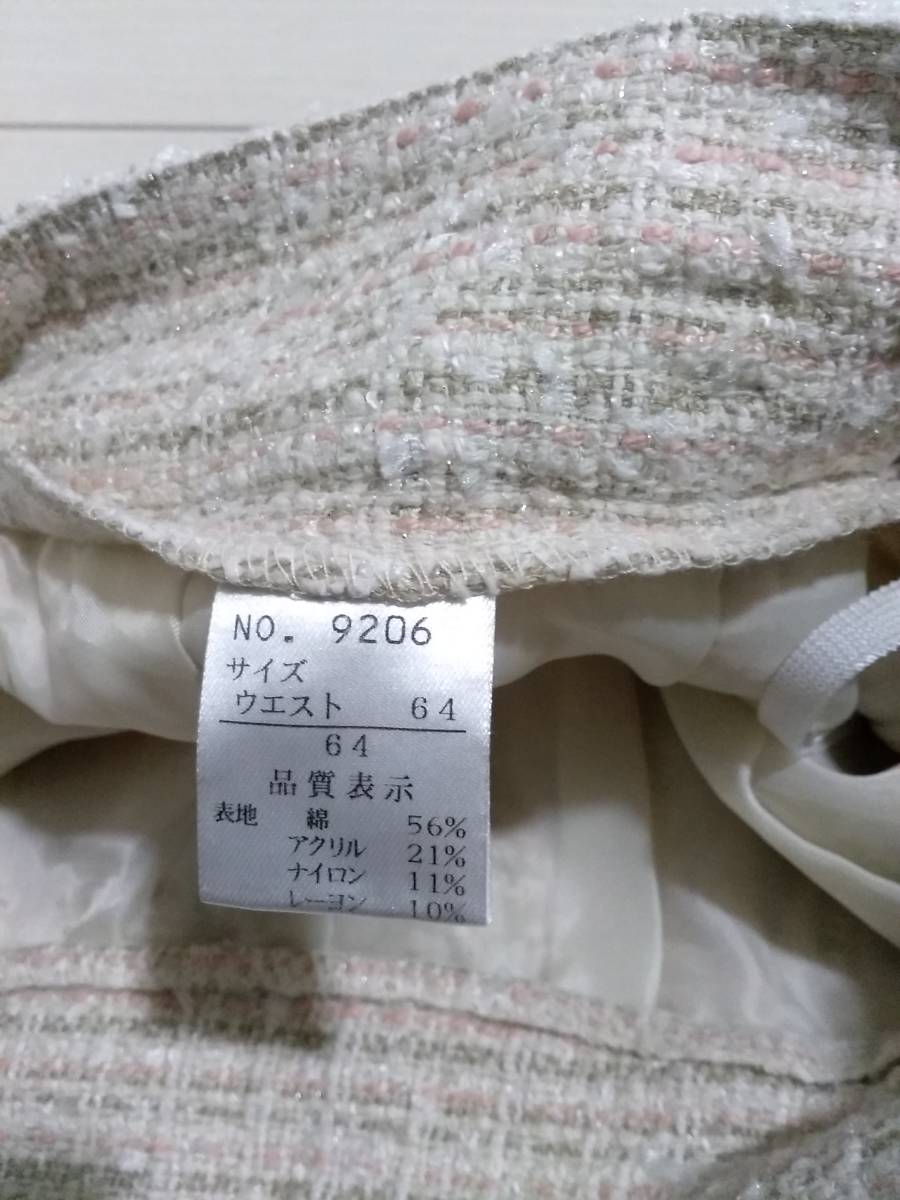 NO. 9206
サイズ
ウエスト 64
64
品質表示
表地 綿 56%
アクリル 21%
ナイロン 11%
レーヨン 10%